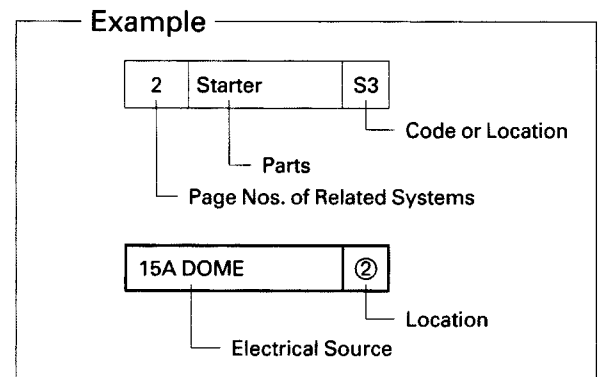 Example
2 Starter S3
Code or Location
Parts
Page Nos. of Related Systems
15A DOME ②
Location
Electrical Source